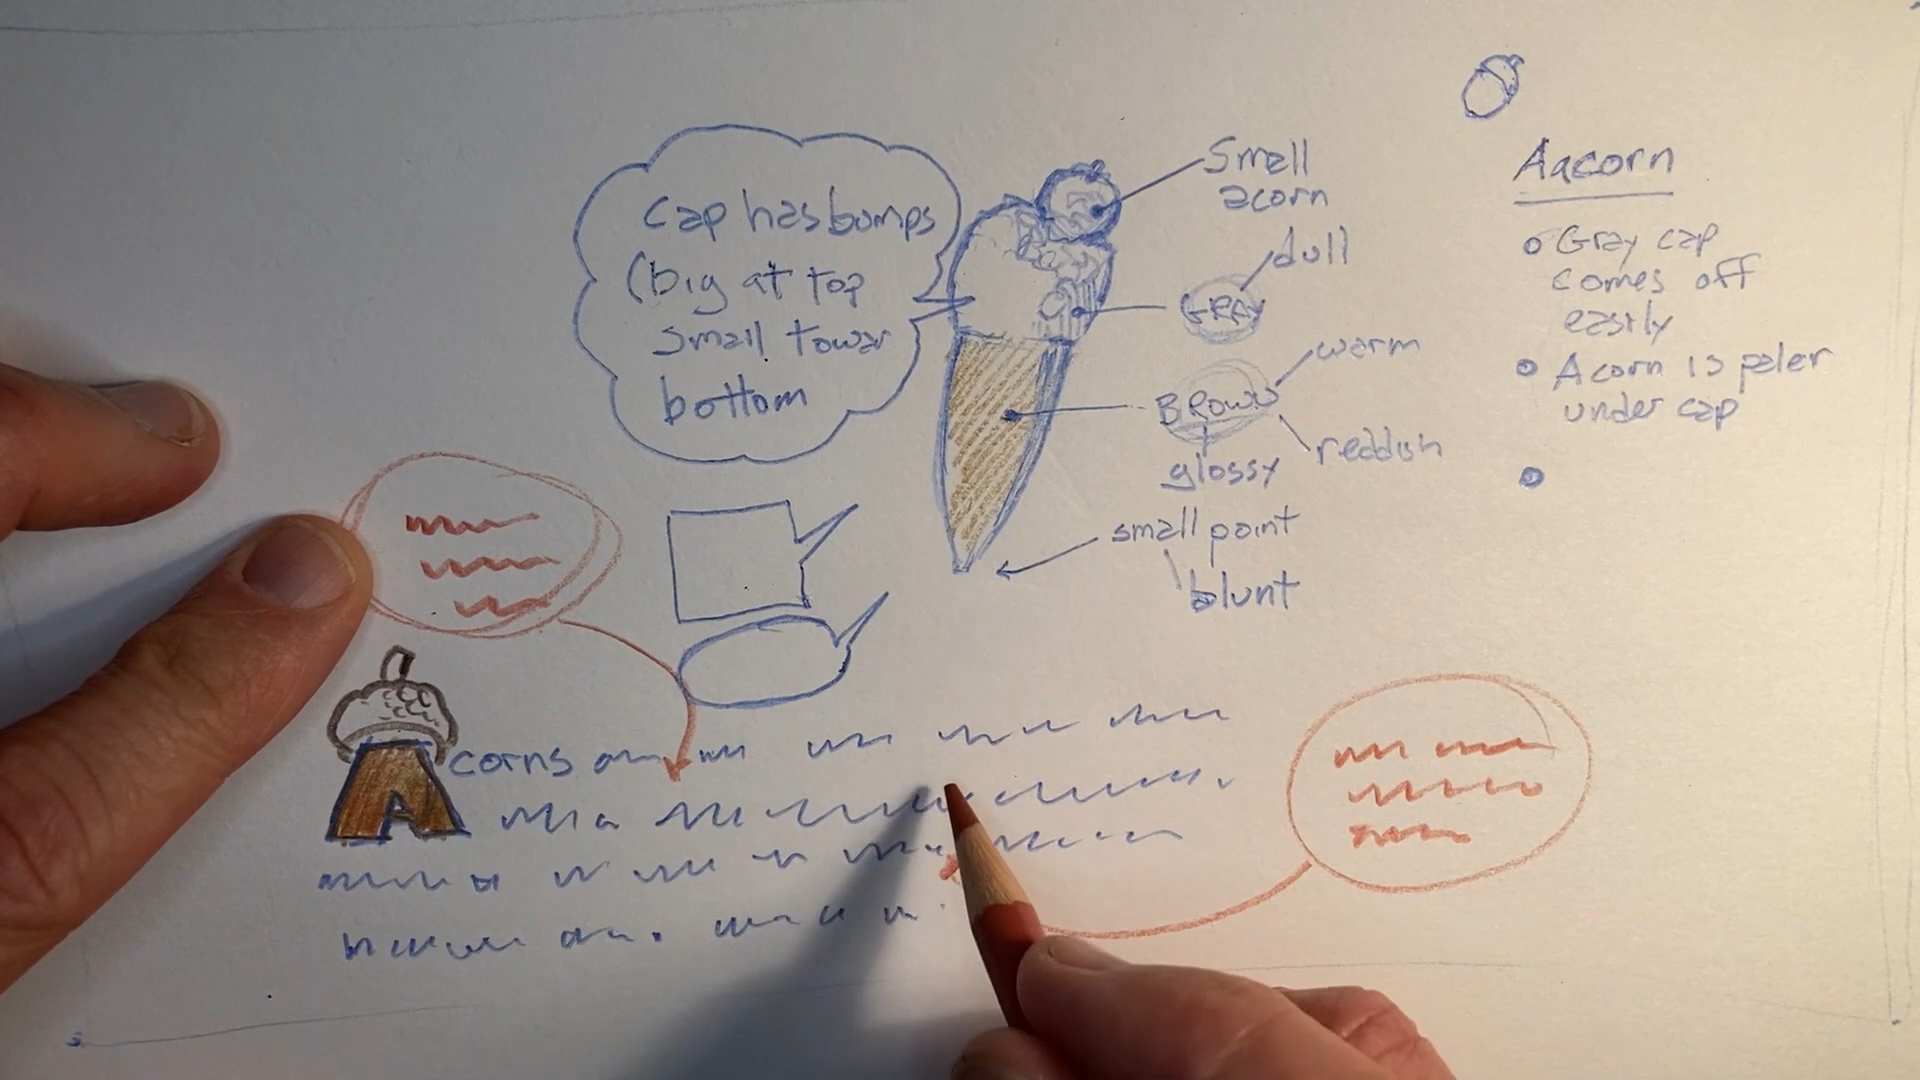 Cap has bumps
(big at top
small towar
bottom
Small
acorn
dull
GRAY
warm
BROWN
reddish
glossy
small point
blunt
Aacorn
Gray cap
comes off
easily
Acorn is paler
under cap
Acorns